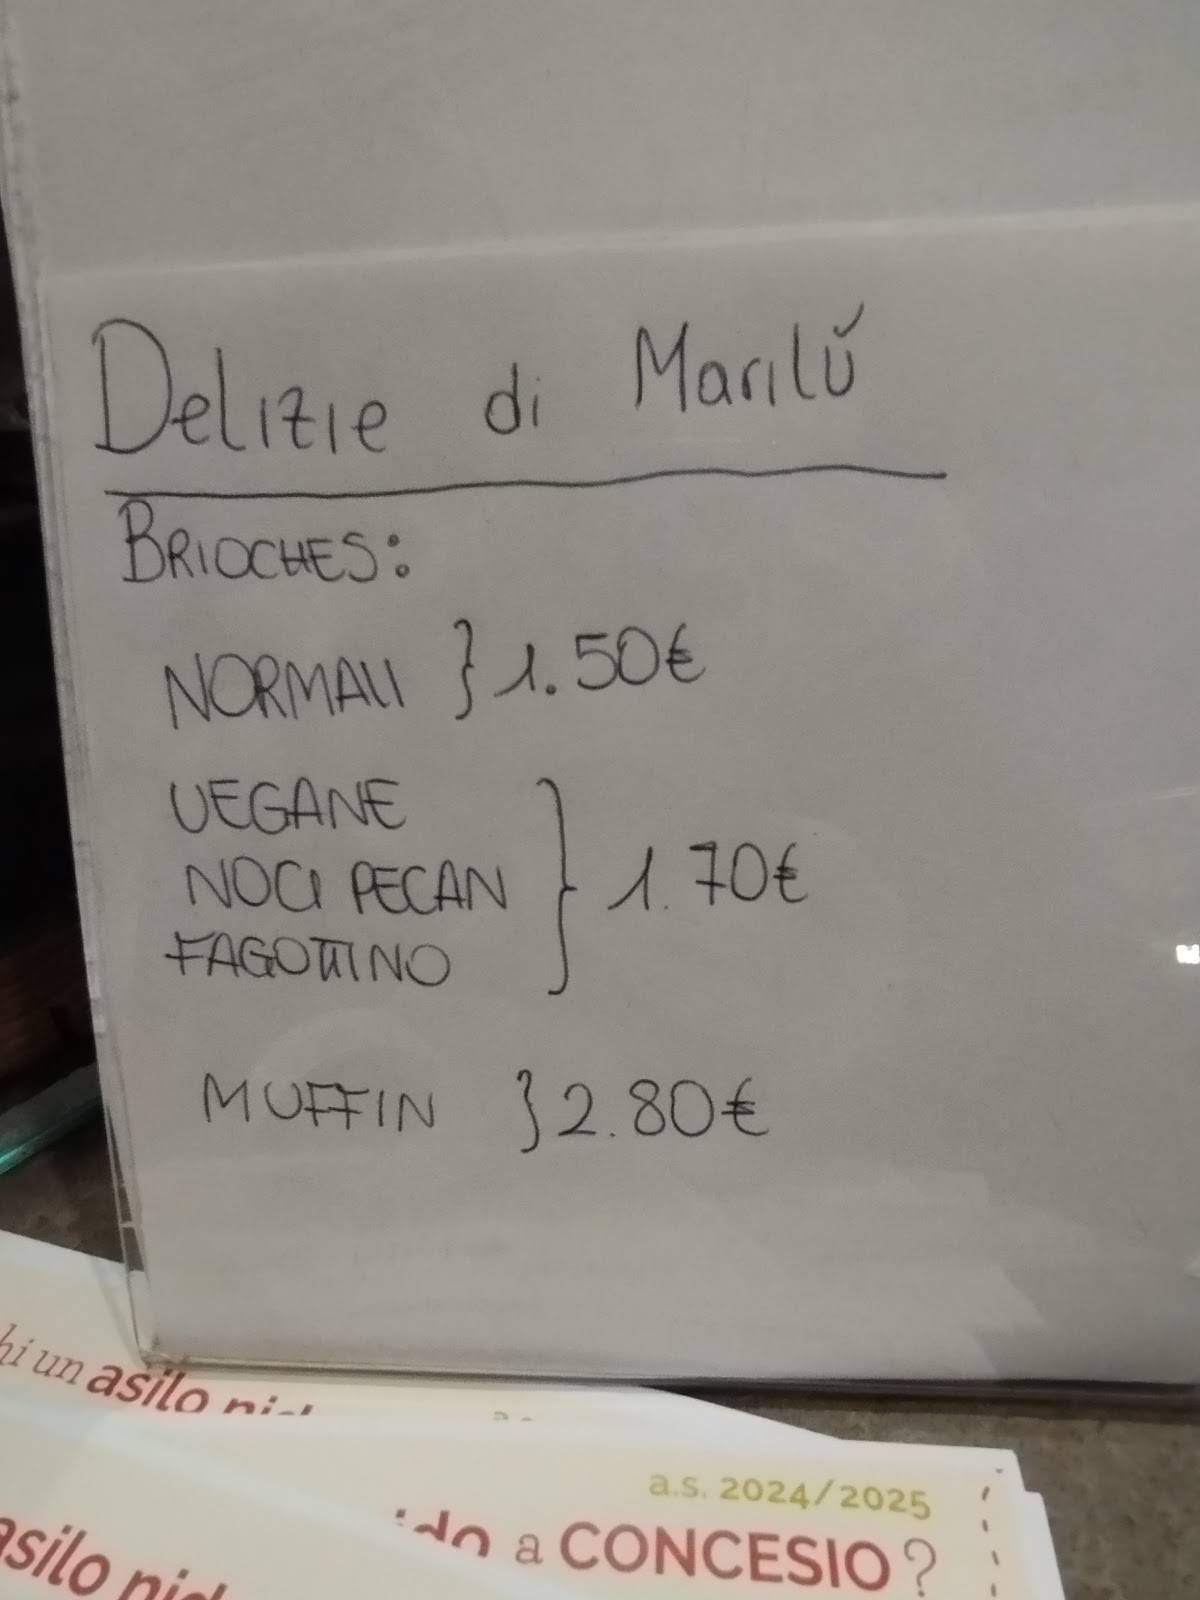 Delizie di Marilù
BRIOCHES:
NORMALI } 1.50€
VEGANE
NOCI PECAN
FAGOTTINO } 1.70€
MUFFIN } 2.80€
un asilo
a.s. 2024/2025
a CONCESIO?
asilo